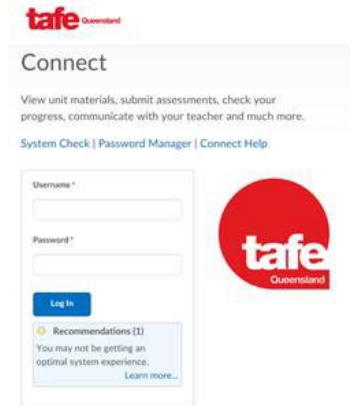 tafe Queensland
Connect
View unit materials, submit assessments, check your
progress, communicate with your teacher and much more.
System Check | Password Manager | Connect Help
Username *
Password *
Log In
Recommendations (1)
You may not be getting an
optimal system experience.
Learn more...
tafe
Queensland